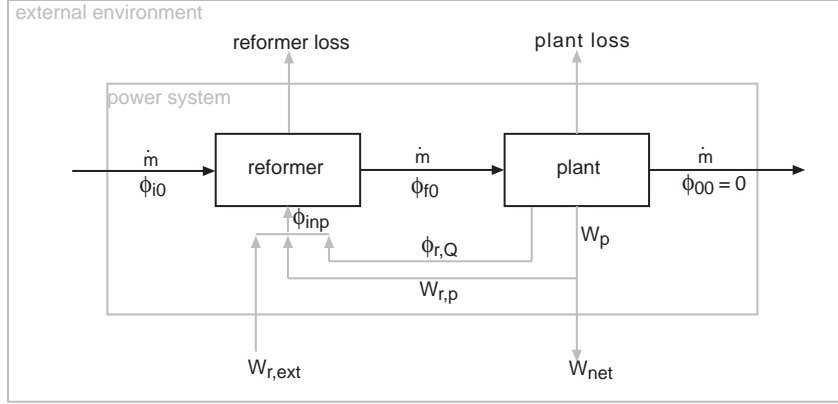 external environment
reformer loss
plant loss
power system
ṁ
reformer
ṁ
plant
ṁ
ϕi0
ϕf0
ϕ00 = 0
ϕinp
ϕr,Q
Wp
Wr,p
Wr,ext
Wnet